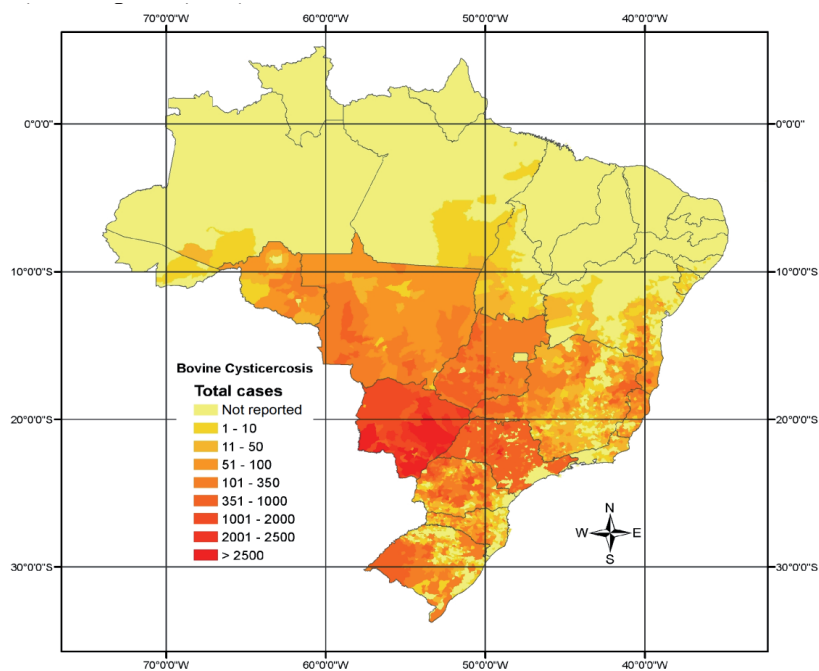 70°0'0"W 60°0'0"W 50°0'0"W 40°0'0"W
0°0'0" 0°0'0"
10°0'0"S 10°0'0"S
Bovine Cysticercosis
Total cases
Not reported
1 - 10
11 - 50
51 - 100
101 - 350
351 - 1000
1001 - 2000
2001 - 2500
> 2500
20°0'0"S 20°0'0"S
N
W E
S
30°0'0"S 30°0'0"S
70°0'0"W 60°0'0"W 50°0'0"W 40°0'0"W